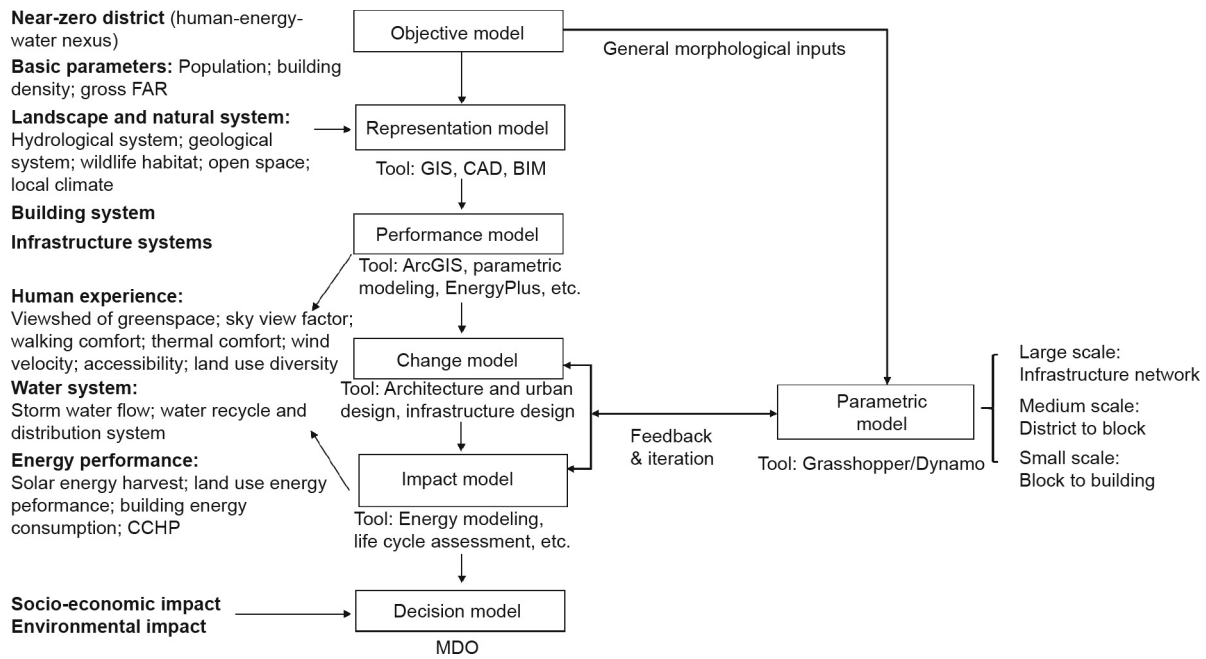 Near-zero district (human-energy-
water nexus)
Basic parameters: Population; building
density; gross FAR
Landscape and natural system:
Hydrological system; geological
system; wildlife habitat; open space;
local climate
Building system
Infrastructure systems
Human experience:
Viewshed of greenspace; sky view factor;
walking comfort; thermal comfort; wind
velocity; accessibility; land use diversity
Water system:
Storm water flow; water recycle and
distribution system
Energy performance:
Solar energy harvest; land use energy
peformance; building energy
consumption; CCHP
Socio-economic impact
Environmental impact
Objective model
Representation model
Tool: GIS, CAD, BIM
Performance model
Tool: ArcGIS, parametric
modeling, EnergyPlus, etc.
Change model
Tool: Architecture and urban
design, infrastructure design
Impact model
Tool: Energy modeling,
life cycle assessment, etc.
Decision model
MDO
General morphological inputs
Feedback
& iteration
Parametric
model
Tool: Grasshopper/Dynamo
Large scale:
Infrastructure network
Medium scale:
District to block
Small scale:
Block to building